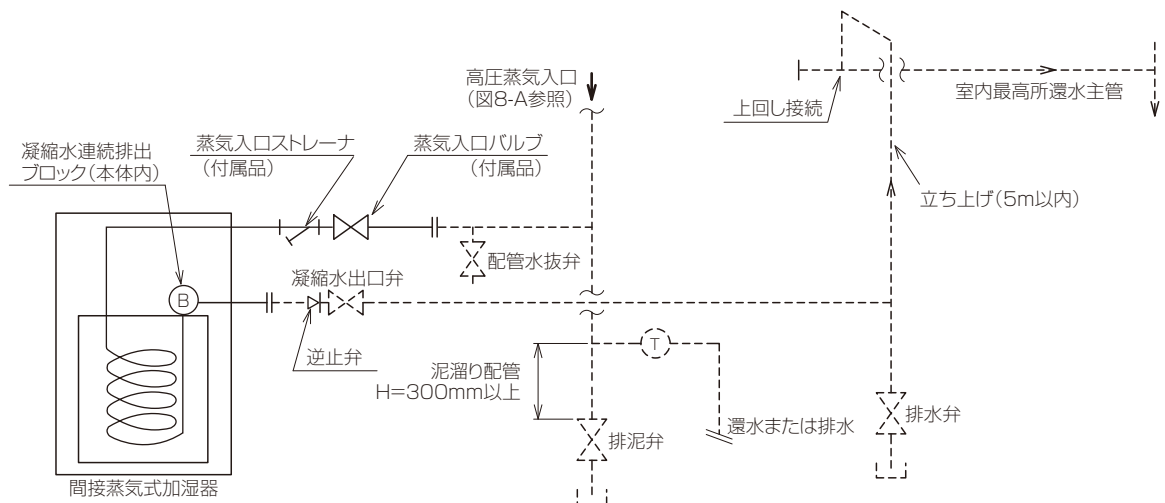 高圧蒸気入口
(図8-A参照)
室内最高所還水主管
上回し接続
蒸気入口ストレーナ
(付属品)
蒸気入口バルブ
(付属品)
凝縮水連続排出
ブロック(本体内)
立ち上げ(5m以内)
配管水抜弁
凝縮水出口弁
B
逆止弁
T
泥溜り配管
H=300mm以上
排泥弁
還水または排水
排水弁
間接蒸気式加湿器